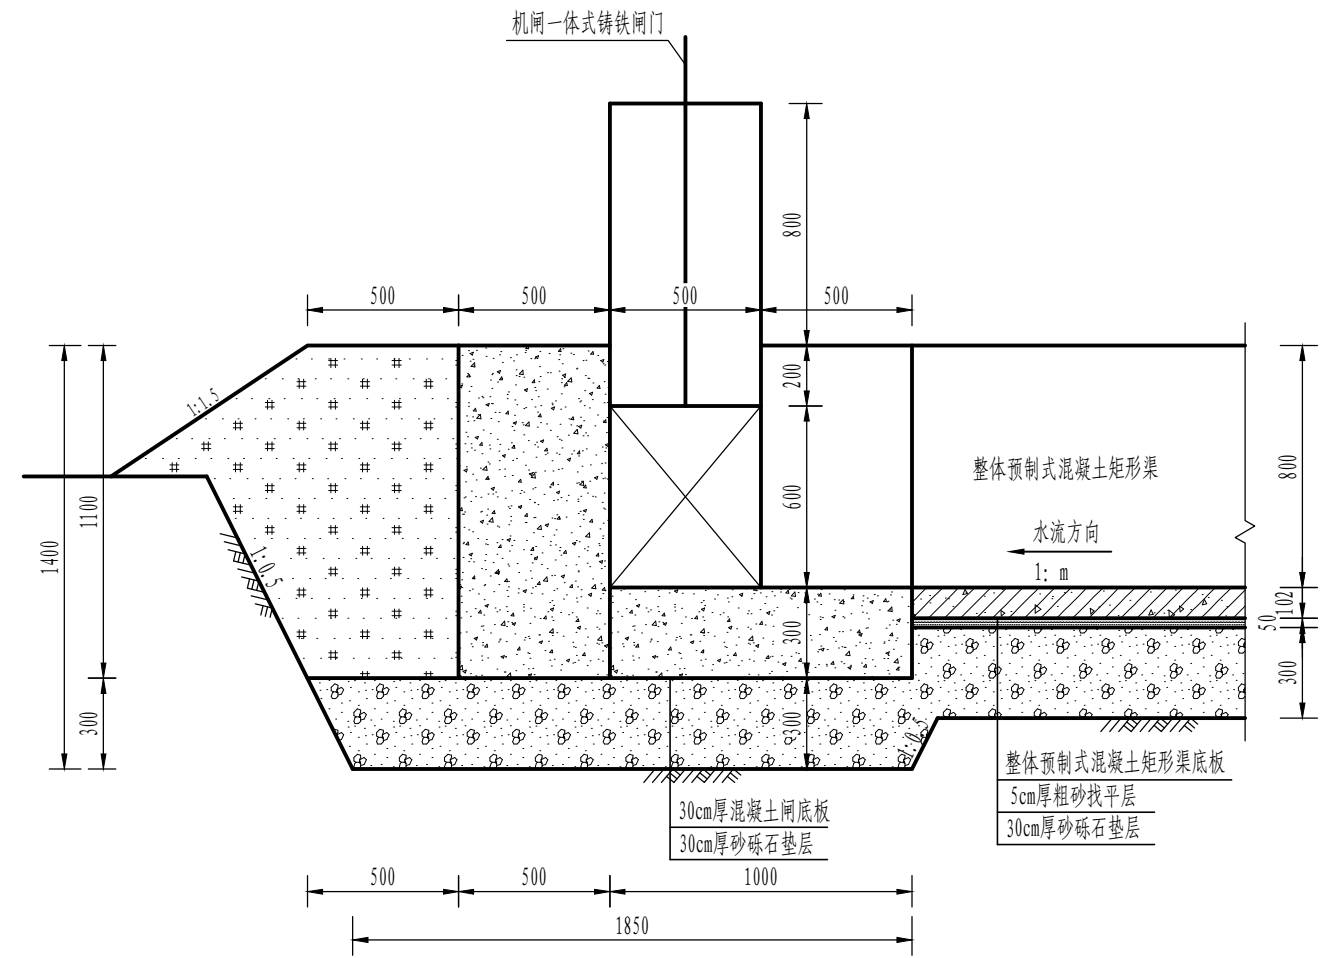 机闸一体式铸铁闸门
800
500
500
500
500
1:1.5
200
800
整体预制式混凝土矩形渠
600
1100
水流方向
1400
1:0.5
1: m
102
50
300
300
300
300
1:0.5
整体预制式混凝土矩形渠底板
5cm厚粗砂找平层
30cm厚砂砾石垫层
30cm厚混凝土闸底板
30cm厚砂砾石垫层
500
500
1000
1850